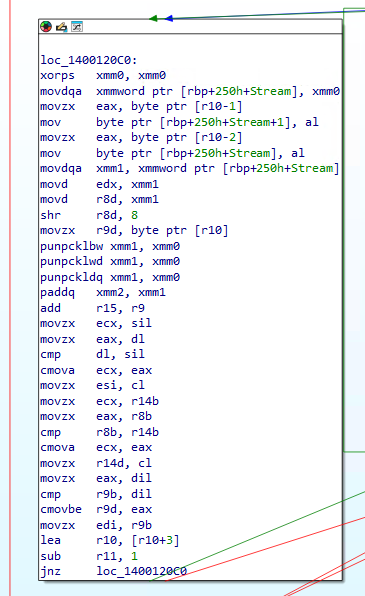 loc_1400120C0:
xorps xmm0, xmm0
movdqa xmmword ptr [rbp+250h+Stream], xmm0
movzx eax, byte ptr [r10-1]
mov byte ptr [rbp+250h+Stream+1], al
movzx eax, byte ptr [r10-2]
mov byte ptr [rbp+250h+Stream], al
movdqa xmm1, xmmword ptr [rbp+250h+Stream]
movd edx, xmm1
movd r8d, xmm1
shr r8d, 8
movzx r9d, byte ptr [r10]
punpcklbw xmm1, xmm0
punpcklwd xmm1, xmm0
punpckldq xmm1, xmm0
paddq xmm2, xmm1
add r15, r9
movzx ecx, sil
movzx eax, dl
cmp dl, sil
cmova ecx, eax
movzx esi, cl
movzx ecx, r14b
movzx eax, r8b
cmp r8b, r14b
cmova ecx, eax
movzx r14d, cl
movzx eax, dil
cmp r9b, dil
cmovbe r9d, eax
movzx edi, r9b
lea r10, [r10+3]
sub r11, 1
jnz loc_1400120C0